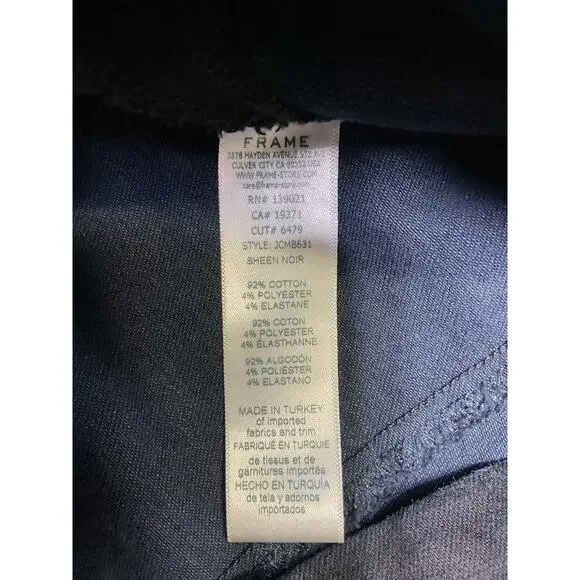 FRAME
3578 HAYDEN AVENUE STE
CULVER CITY CA 90232 USA
WWW.FRAME-STORE.COM
care@frame-store.com
RN# 139021
CA# 19371
CUT# 6479
STYLE: JCMB631
SHEEN NOIR
92% COTTON
4% POLYESTER
4% ELASTANE
92% COTON
4% POLYESTER
4% ÉLASTHANNE
92% ALGODÓN
4% POLIÉSTER
4% ELASTANO
MADE IN TURKEY
of imported
fabrics and trim
FABRIQUÉ EN TURQUIE
de tissus et de
garnitures importés
HECHO EN TURQUÍA
de tela y adornos
importados